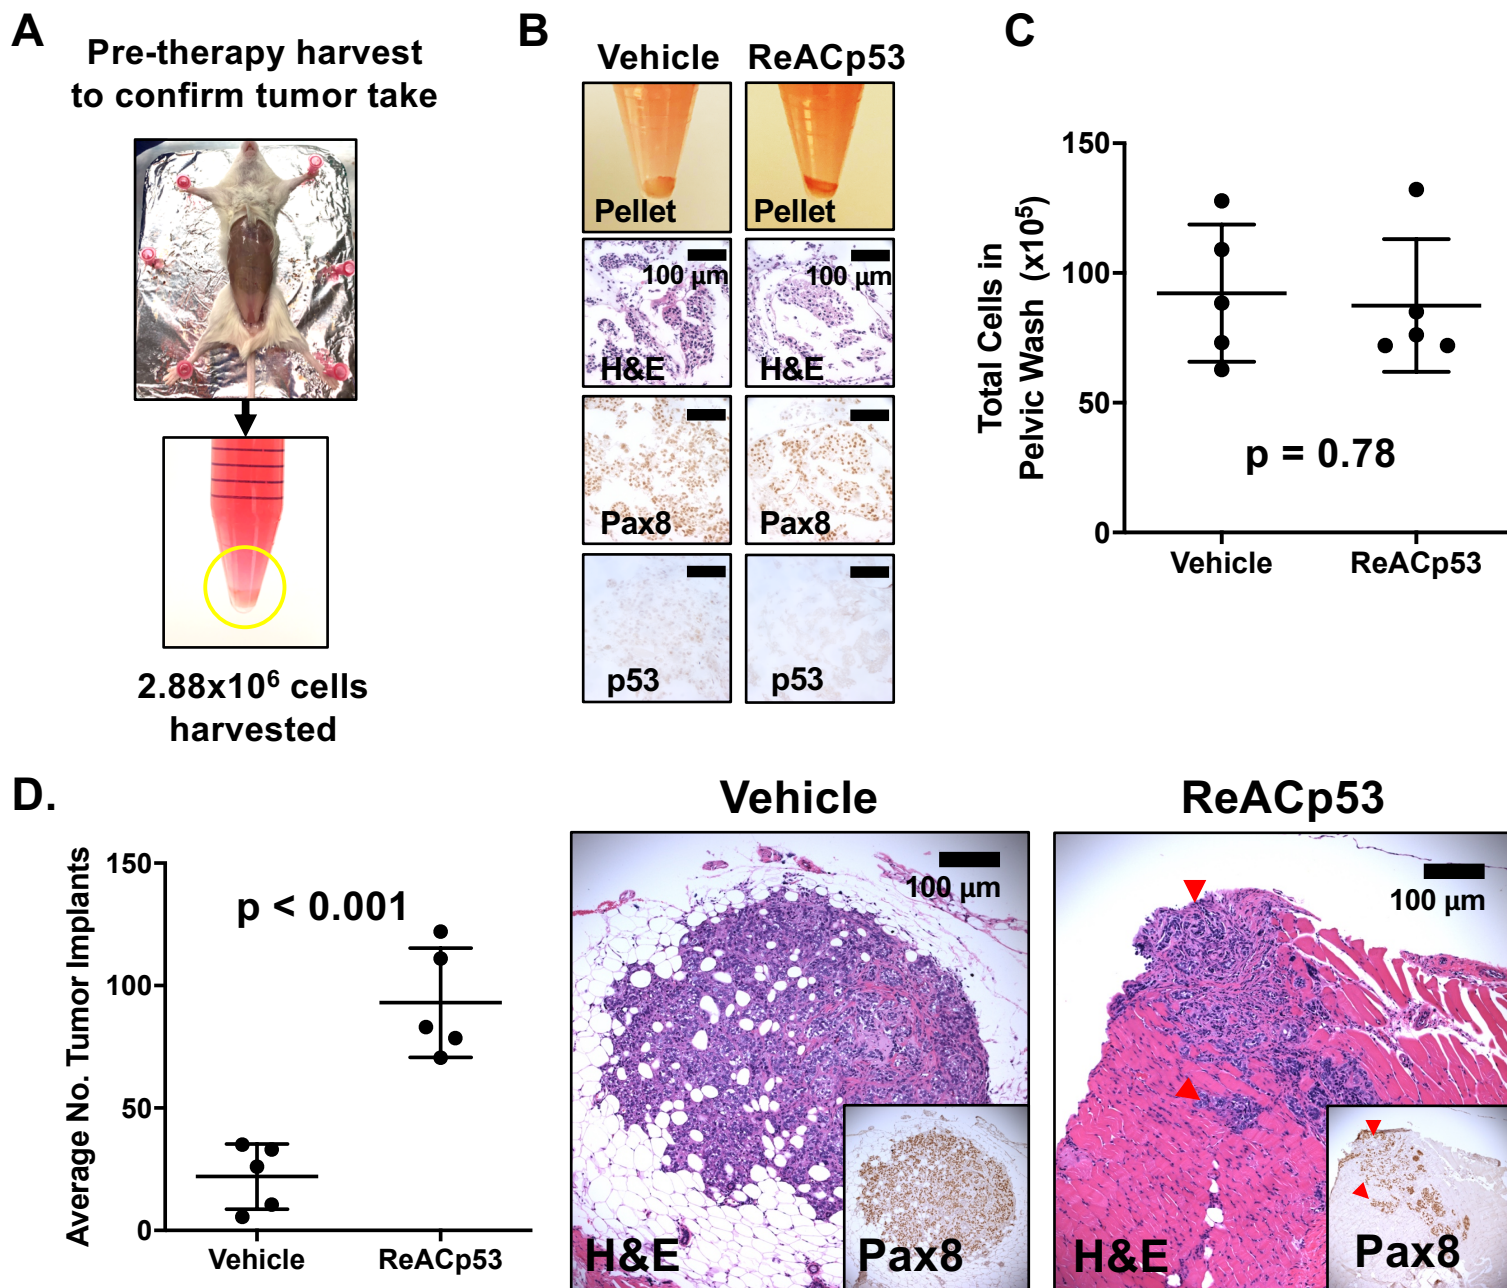 A
Pre-therapy harvest
to confirm tumor take
2.88x10⁶ cells
harvested
B
Vehicle
ReACp53
Pellet
Pellet
100 µm
100 µm
H&E
H&E
Pax8
Pax8
p53
p53
C
Total Cells in
Pelvic Wash (x10⁵)
150
100
50
0
p = 0.78
Vehicle
ReACp53
D.
Average No. Tumor Implants
150
100
50
0
p < 0.001
Vehicle
ReACp53
Vehicle
100 µm
H&E
Pax8
ReACp53
100 µm
H&E
Pax8